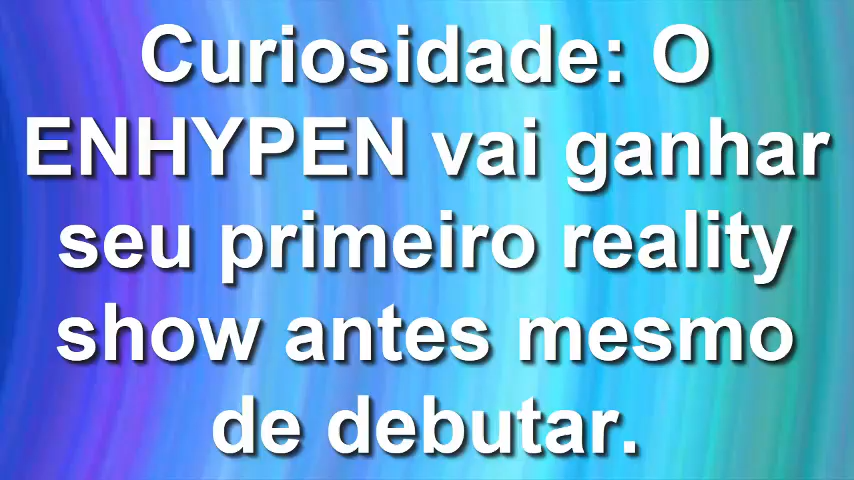 Curiosidade: O
ENHYPEN vai ganhar
seu primeiro reality
show antes mesmo
de debutar.